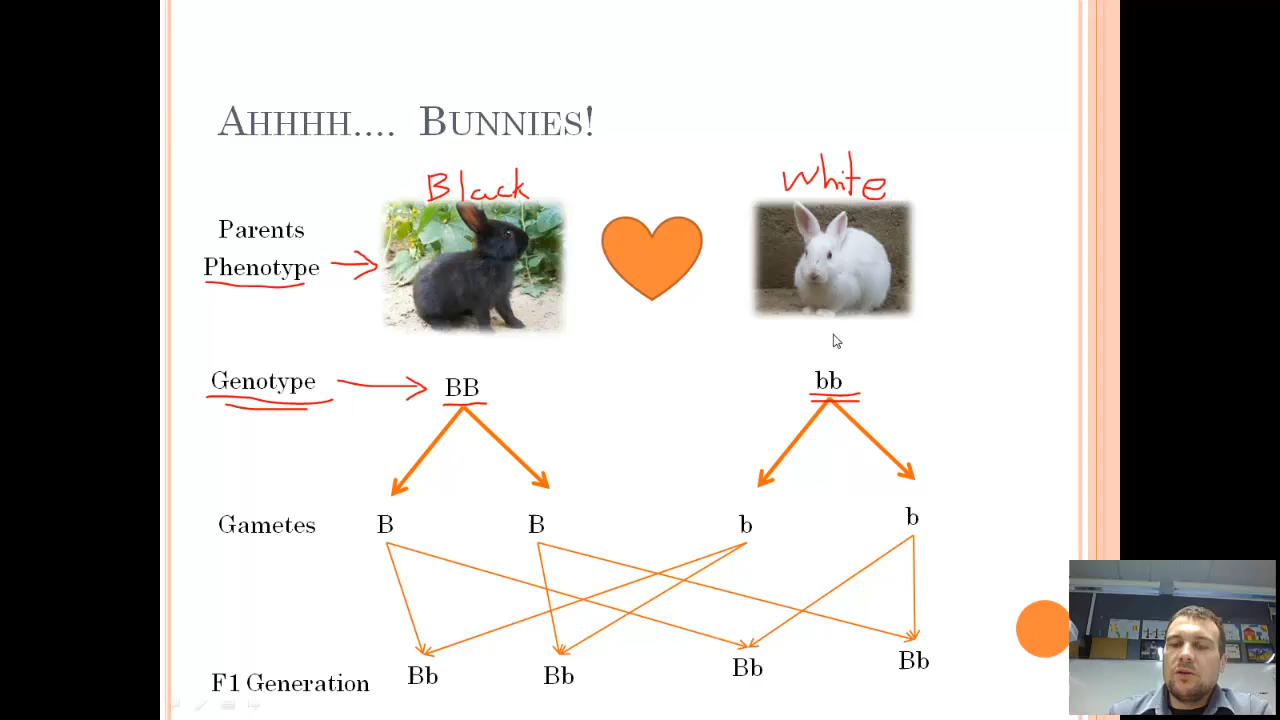 AHHHH.... BUNNIES!
Black
White
Parents
Phenotype
Genotype
BB
bb
Gametes
B
B
b
b
F1 Generation
Bb
Bb
Bb
Bb